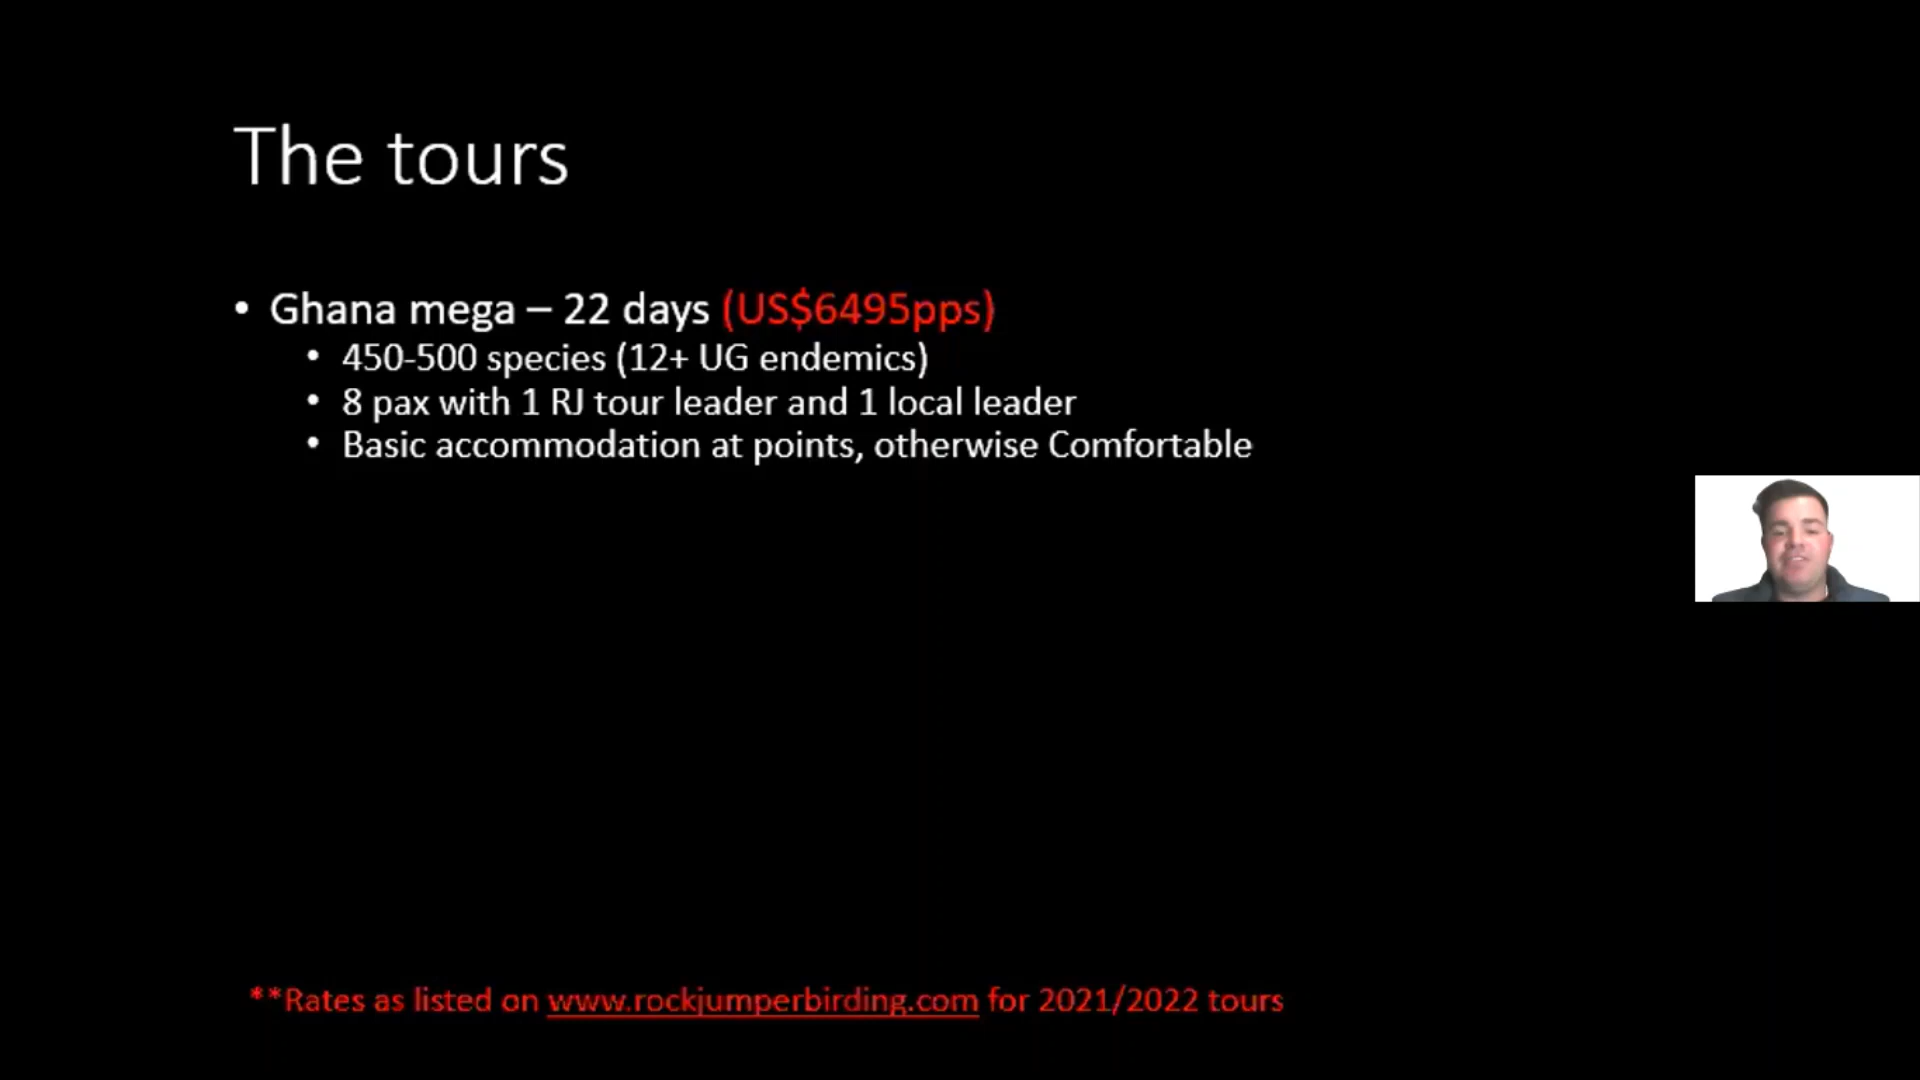 The tours
• Ghana mega – 22 days (US$6495pps)
• 450-500 species (12+ UG endemics)
• 8 pax with 1 RJ tour leader and 1 local leader
• Basic accommodation at points, otherwise Comfortable
**Rates as listed on www.rockjumperbirding.com for 2021/2022 tours